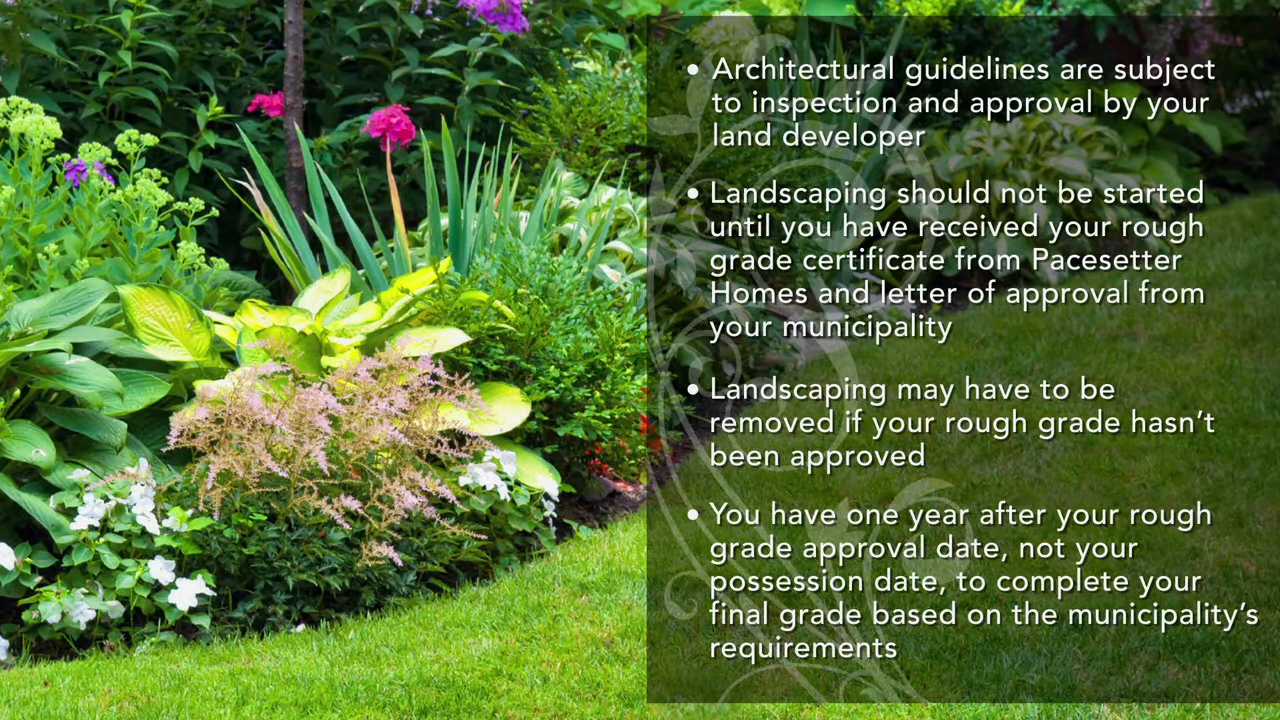 • Architectural guidelines are subject
to inspection and approval by your
land developer
• Landscaping should not be started
until you have received your rough
grade certificate from Pacesetter
Homes and letter of approval from
your municipality
• Landscaping may have to be
removed if your rough grade hasn’t
been approved
• You have one year after your rough
grade approval date, not your
possession date, to complete your
final grade based on the municipality’s
requirements